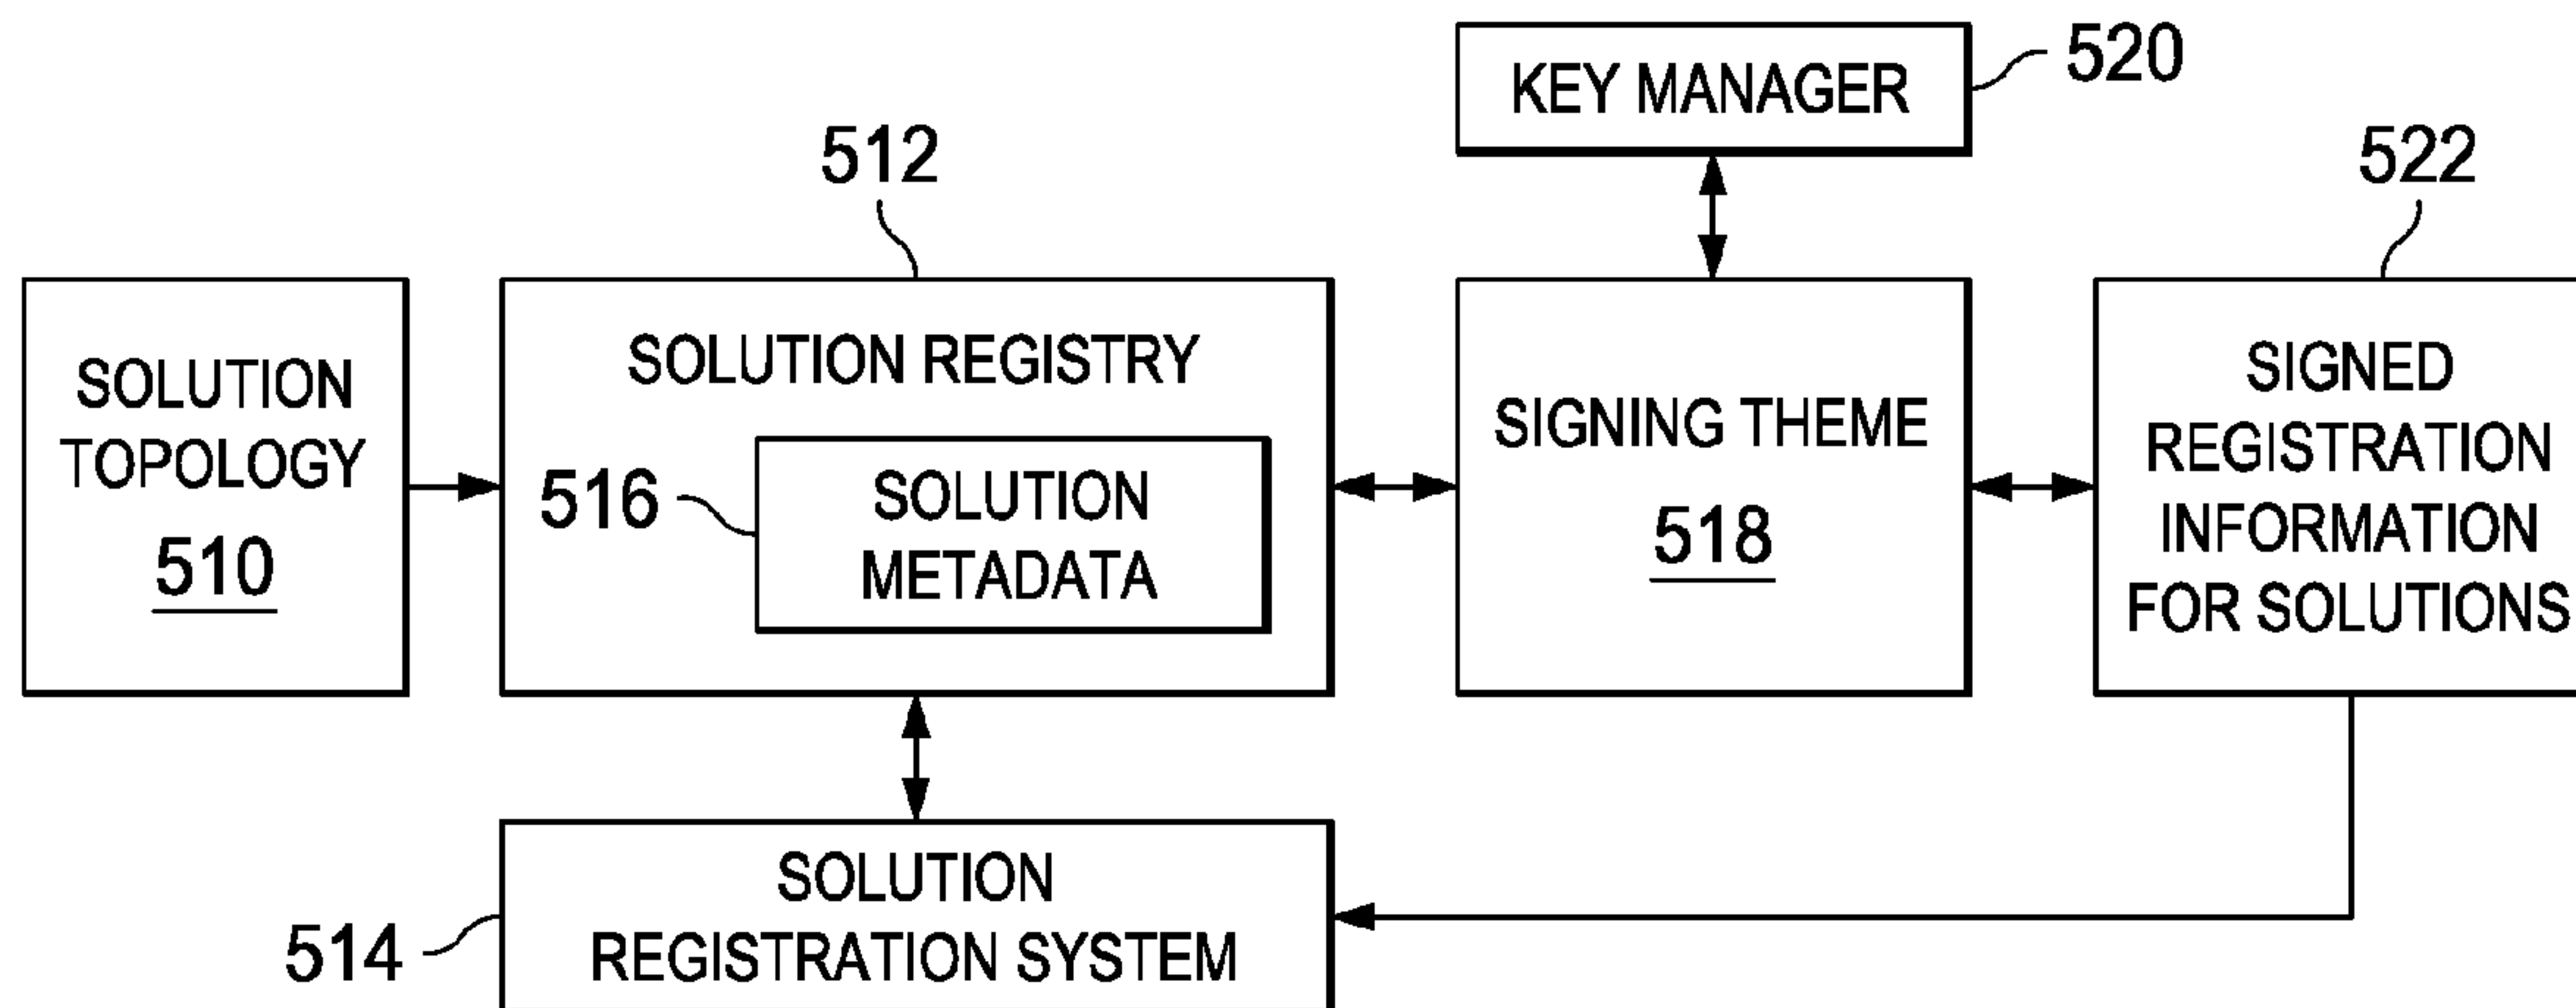 KEY MANAGER
520
512
522
SOLUTION
TOPOLOGY
510
SOLUTION REGISTRY
516
SOLUTION
METADATA
SIGNING THEME
518
SIGNED
REGISTRATION
INFORMATION
FOR SOLUTIONS
514
SOLUTION
REGISTRATION SYSTEM